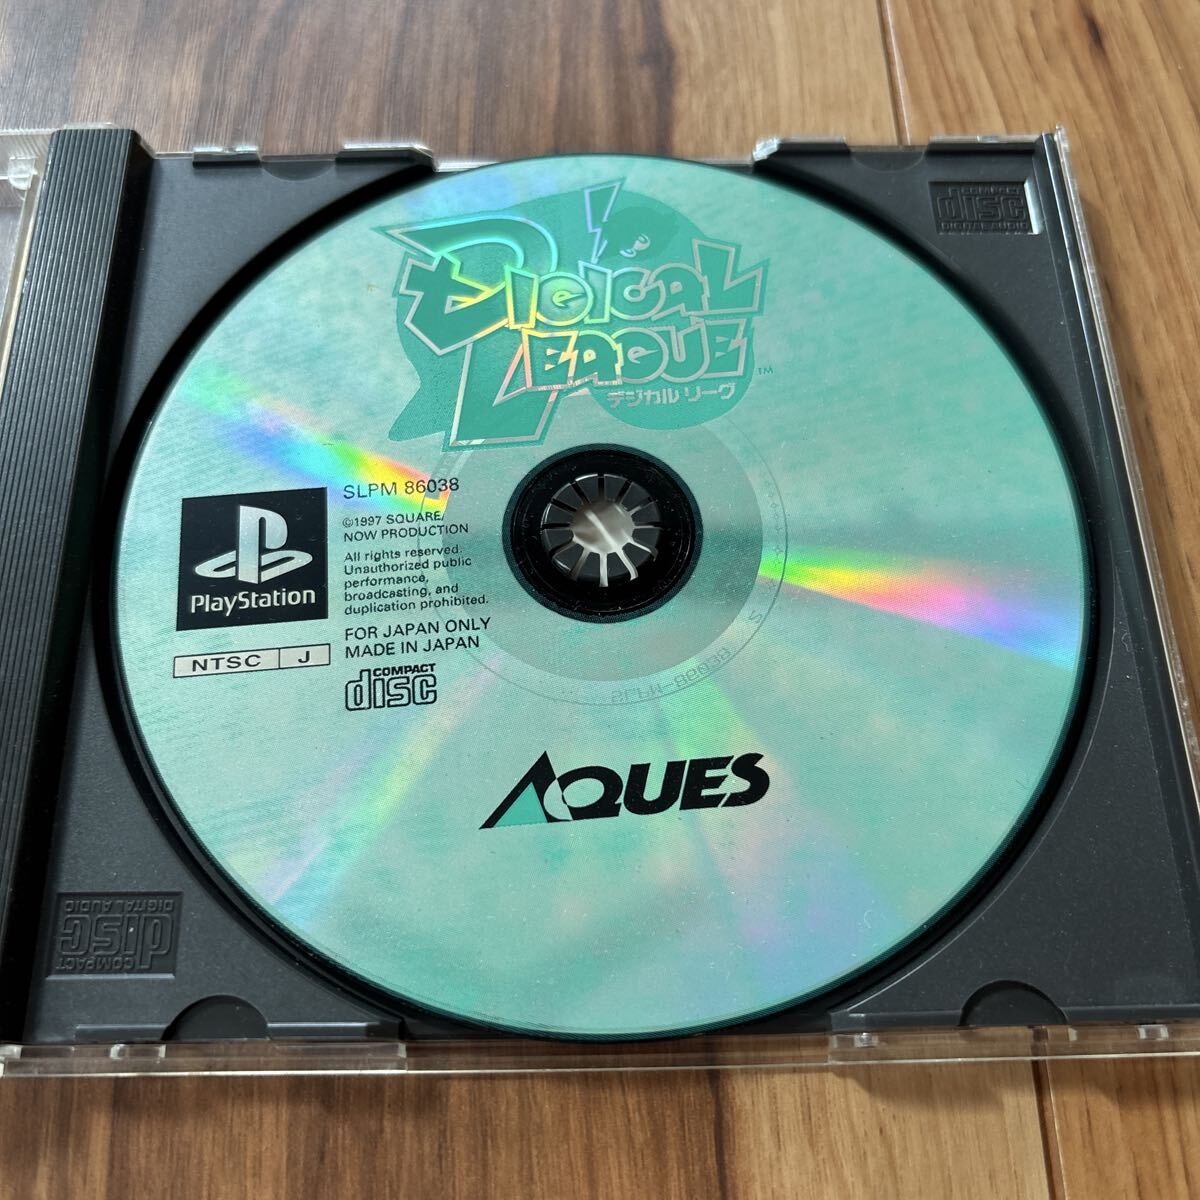 DIGICAL
LEAGUE
TM
デジカルリーグ
SLPM 86038
©1997 SQUARE/
NOW PRODUCTION
All rights reserved.
Unauthorized public
performance,
broadcasting, and
duplication prohibited.
FOR JAPAN ONLY
MADE IN JAPAN
PlayStation
NTSC J
COMPACT
disc
SLPM-86038
AQUES
COMPACT
disc
DIGITAL AUDIO
COMPACT
disc
DIGITAL AUDIO